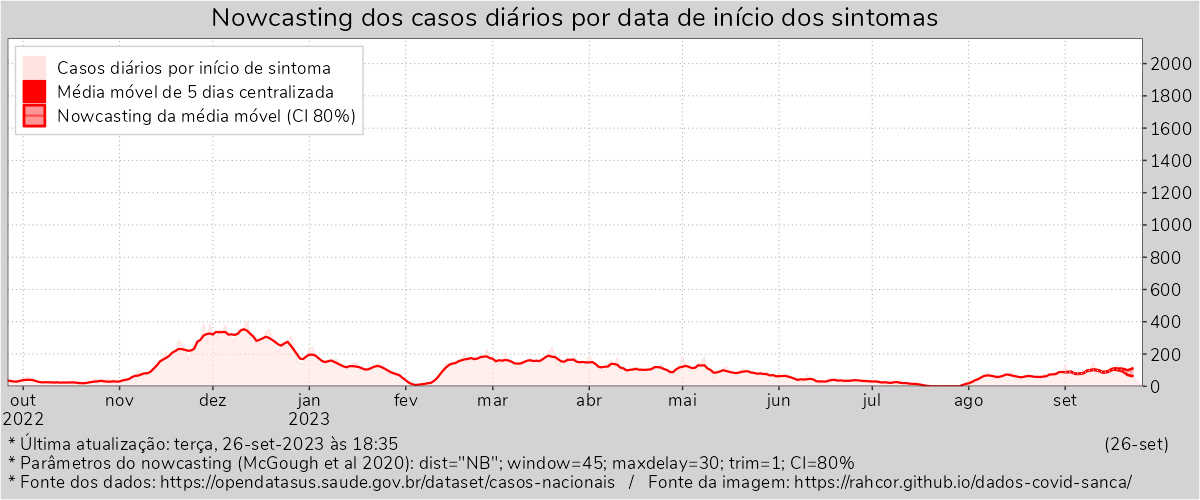 Nowcasting dos casos diários por data de início dos sintomas
Casos diários por início de sintoma
Média móvel de 5 dias centralizada
Nowcasting da média móvel (CI 80%)
2000
1800
1600
1400
1200
1000
800
600
400
200
0
out nov dez jan fev mar abr mai jun jul ago set
2022 2023
* Última atualização: terça, 26-set-2023 às 18:35 (26-set)
* Parâmetros do nowcasting (McGough et al 2020): dist="NB"; window=45; maxdelay=30; trim=1; CI=80%
* Fonte dos dados: https://opendatasus.saude.gov.br/dataset/casos-nacionais / Fonte da imagem: https://rahcor.github.io/dados-covid-sanca/